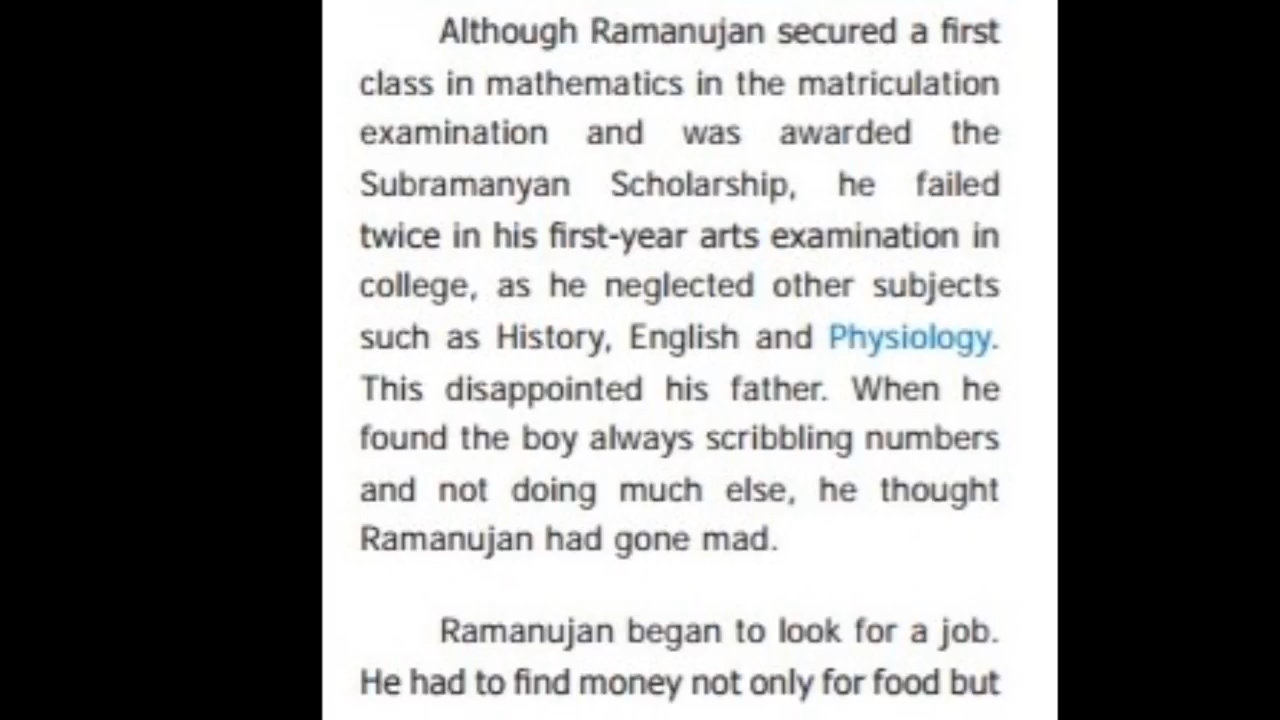 Although Ramanujan secured a first
class in mathematics in the matriculation
examination and was awarded the
Subramanyan Scholarship, he failed
twice in his first-year arts examination in
college, as he neglected other subjects
such as History, English and Physiology.
This disappointed his father. When he
found the boy always scribbling numbers
and not doing much else, he thought
Ramanujan had gone mad.
Ramanujan began to look for a job.
He had to find money not only for food but